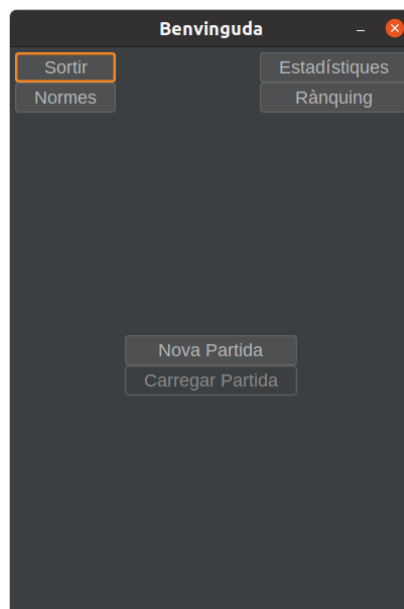 Benvinguda
Sortir
Estadístiques
Normes
Rànquing
Nova Partida
Carregar Partida